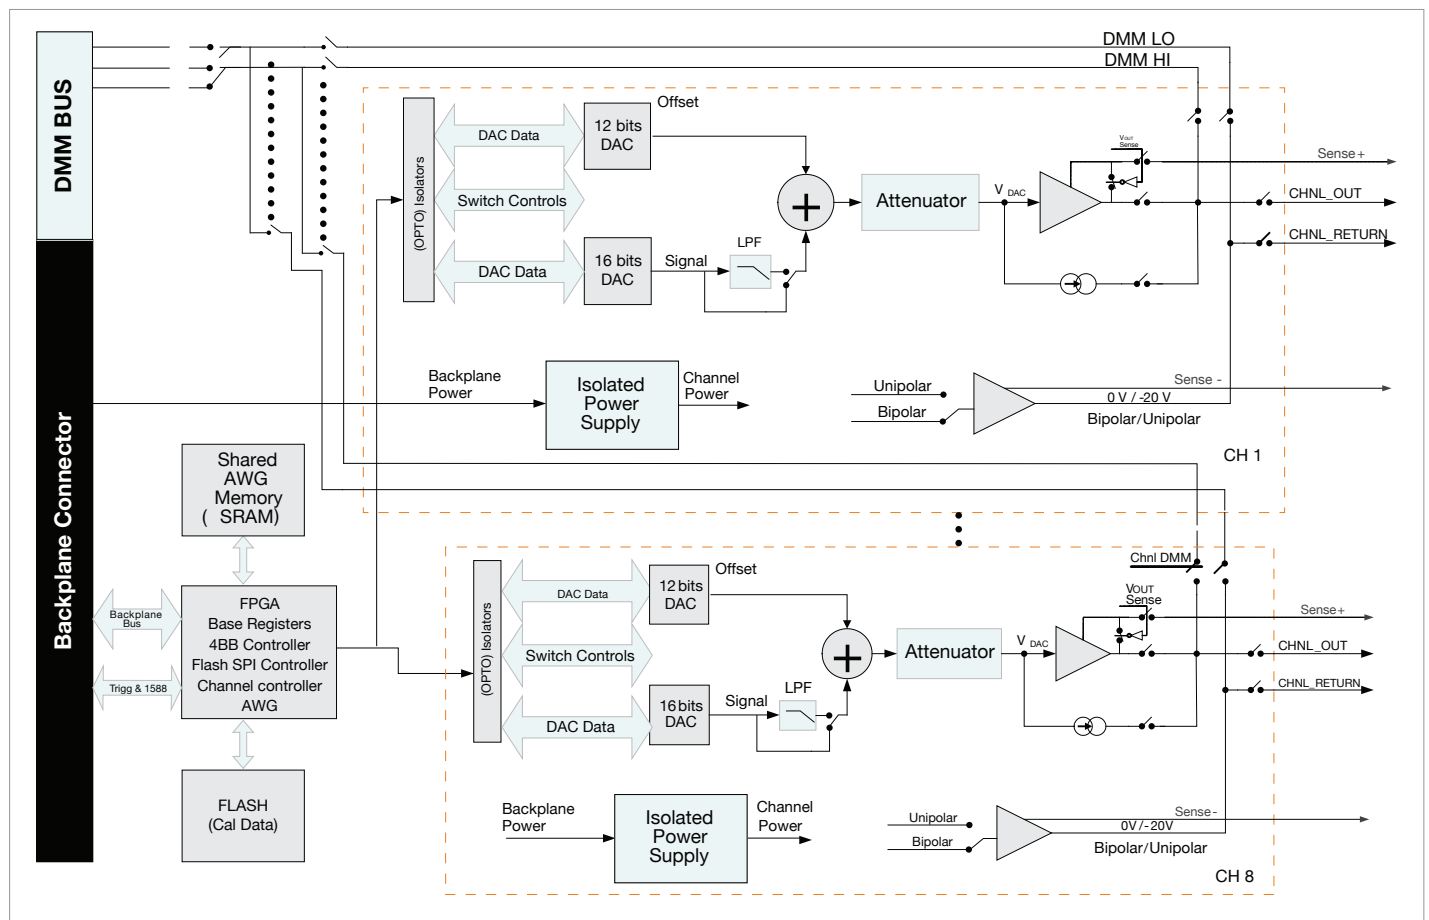 DMM BUS
Backplane Connector
DMM LO
DMM HI
(OPTO) Isolators
DAC Data
Switch Controls
DAC Data
12 bits
DAC
Offset
16 bits
DAC
Signal
LPF
+
Attenuator
V DAC
VOUT
Sense
Sense+
CHNL_OUT
CHNL_RETURN
Backplane
Power
Isolated
Power
Supply
Channel
Power
Unipolar
Bipolar
Sense -
0 V / -20 V
Bipolar/Unipolar
CH 1
Shared
AWG
Memory
( SRAM)
Backplane
Bus
Trigg & 1588
FPGA
Base Registers
4BB Controller
Flash SPI Controller
Channel controller
AWG
FLASH
(Cal Data)
(OPTO) Isolators
DAC Data
Switch Controls
DAC Data
12 bits
DAC
Offset
16 bits
DAC
Signal
LPF
+
Attenuator
V DAC
Chnl DMM
VOUT
Sense
Sense+
CHNL_OUT
CHNL_RETURN
Backplane
Power
Isolated
Power
Supply
Channel
Power
Unipolar
Bipolar
Sense-
0V/-20V
Bipolar/Unipolar
CH 8